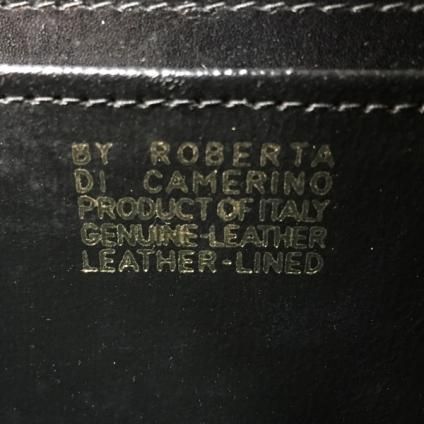 BY ROBERTA
DI CAMERINO
PRODUCT OF ITALY
GENUINE-LEATHER
LEATHER-LINED